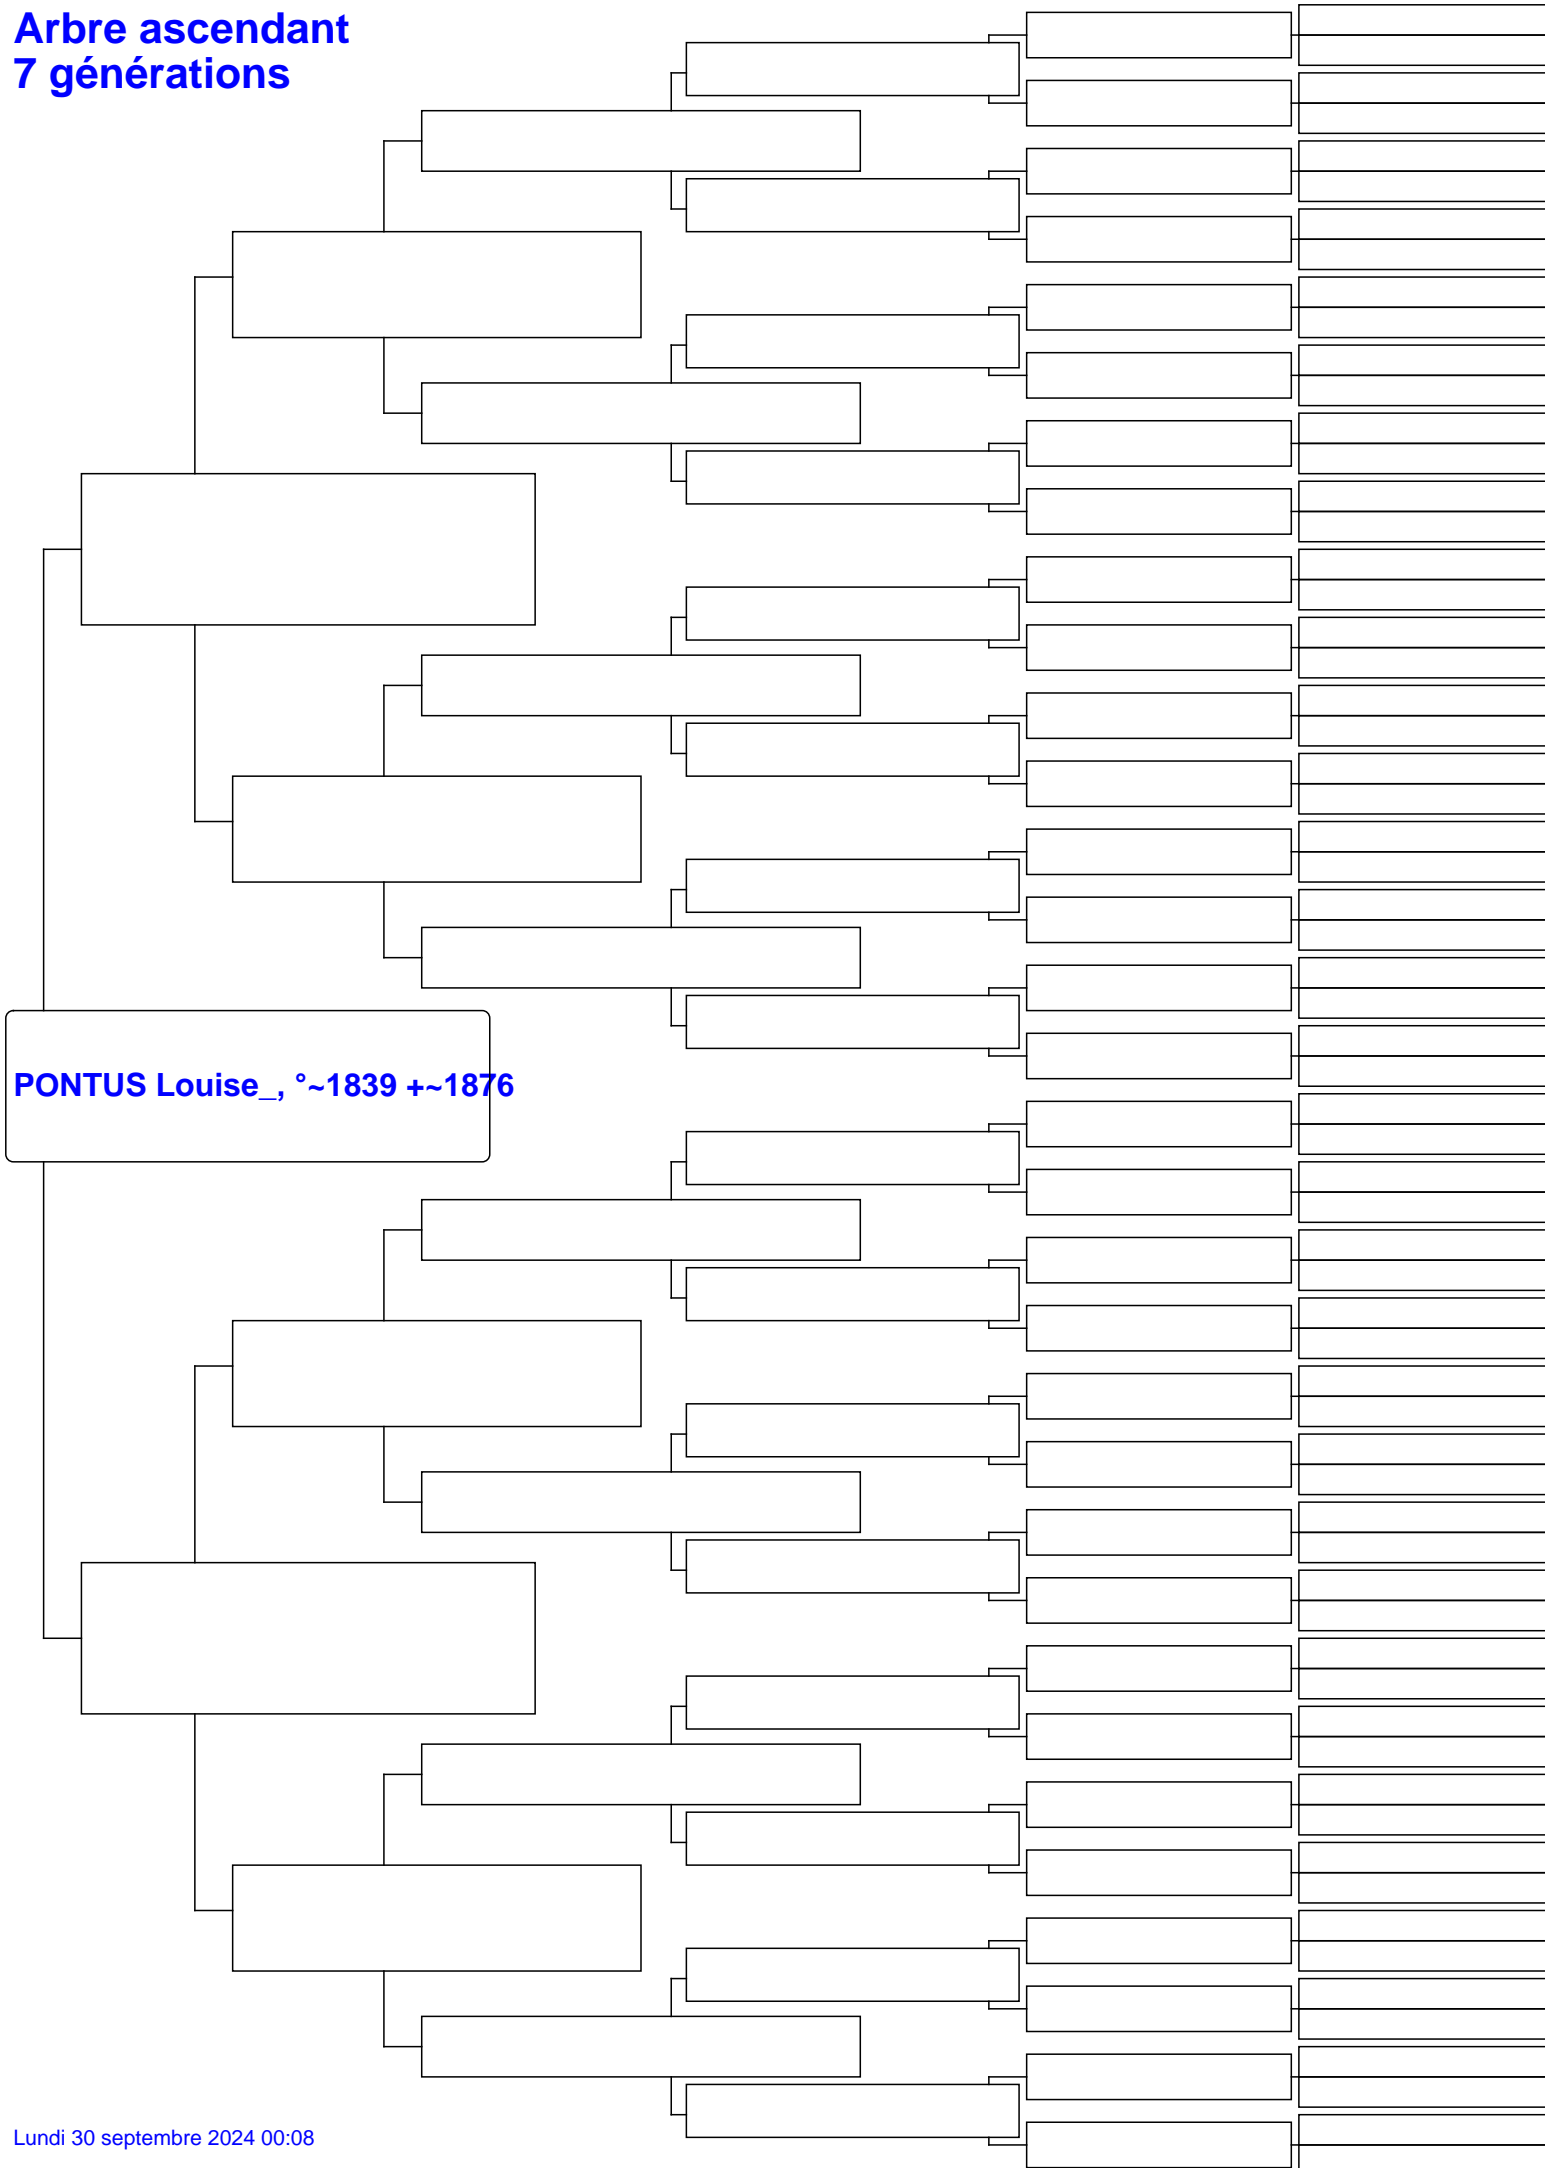 Arbre ascendant
7 générations
PONTUS Louise_, °~1839 +~1876
Lundi 30 septembre 2024 00:08